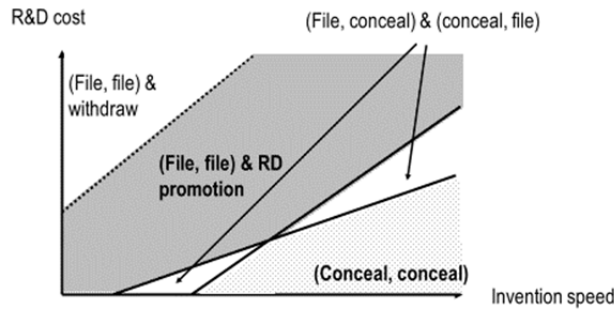 R&D cost
(File, conceal) & (conceal, file)
(File, file) &
withdraw
(File, file) & RD
promotion
(Conceal, conceal)
Invention speed